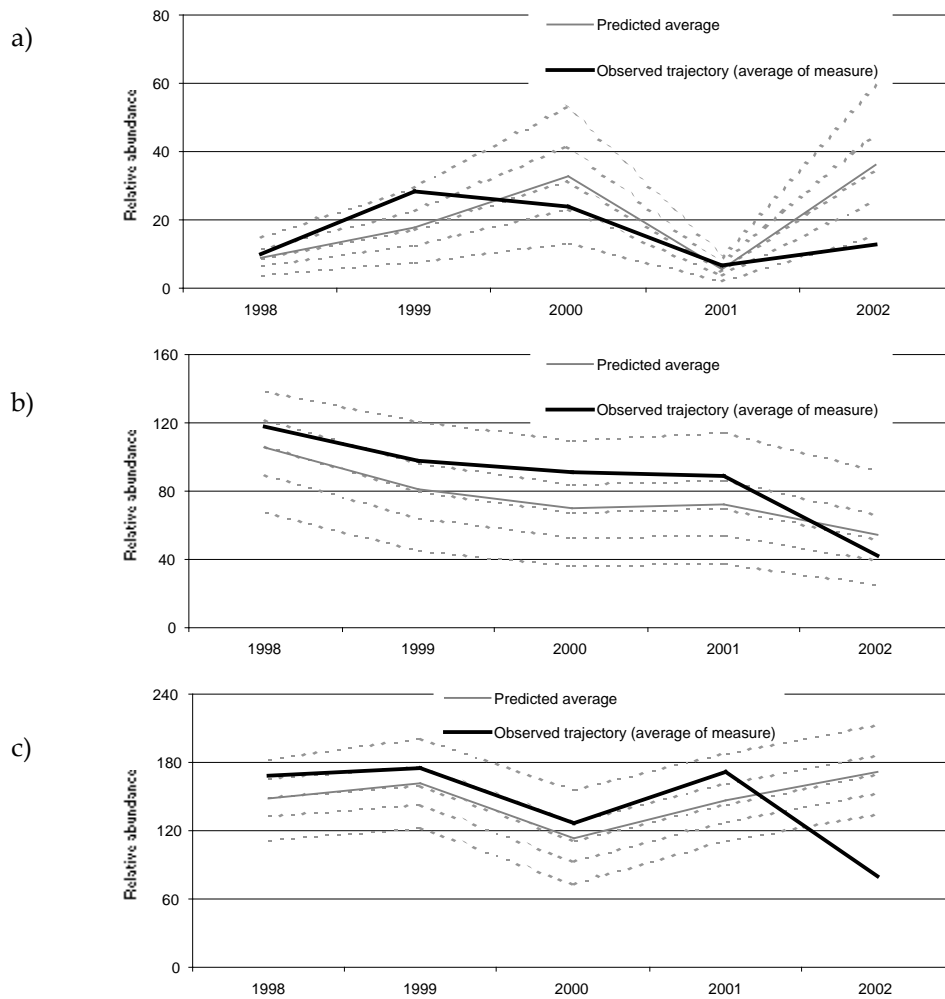 a)
80
60
40
20
0
Relative abundance
Predicted average
Observed trajectory (average of measure)
1998 1999 2000 2001 2002
b)
160
120
80
40
0
Relative abundance
Predicted average
Observed trajectory (average of measure)
1998 1999 2000 2001 2002
c)
240
180
120
60
0
Relative abundance
Predicted average
Observed trajectory (average of measure)
1998 1999 2000 2001 2002